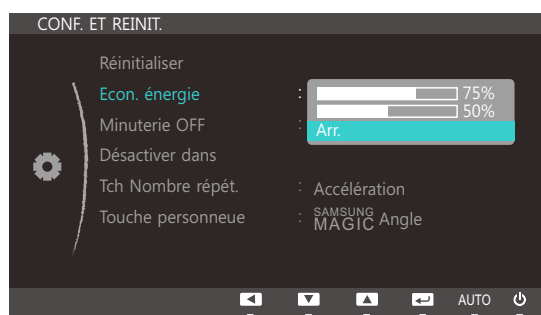 CONF. ET REINIT.
Réinitialiser
Econ. énergie :
75%
50%
Arr.
Minuterie OFF :
Désactiver dans
Tch Nombre répét. : Accélération
Touche personneue : SAMSUNG MAGIC Angle
AUTO